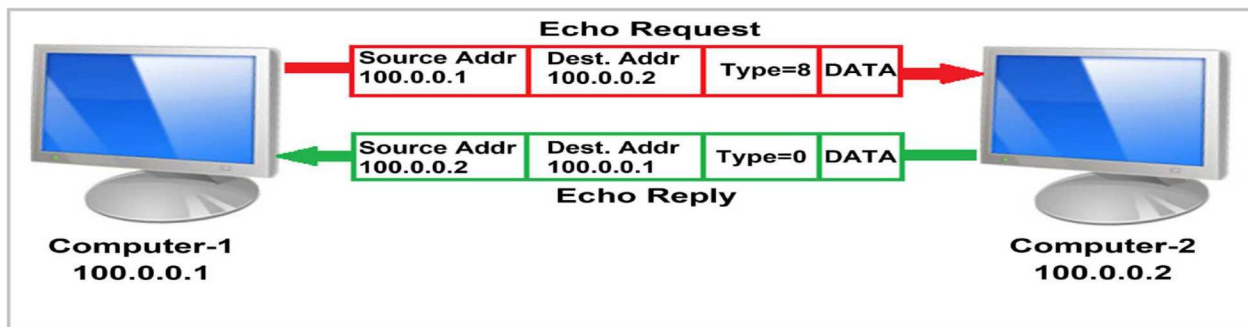 Echo Request
Source Addr
100.0.0.1
Dest. Addr
100.0.0.2
Type=8
DATA
Source Addr
100.0.0.2
Dest. Addr
100.0.0.1
Type=0
DATA
Echo Reply
Computer-1
100.0.0.1
Computer-2
100.0.0.2